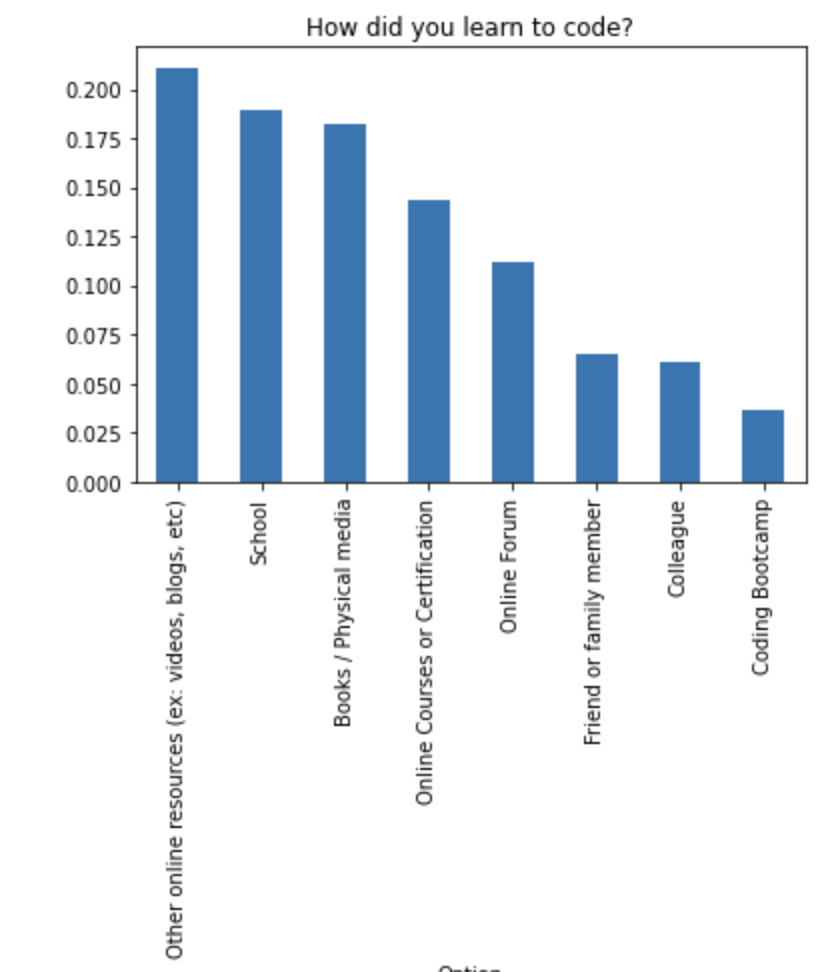 How did you learn to code?
0.200
0.175
0.150
0.125
0.100
0.075
0.050
0.025
0.000
Other online resources (ex: videos, blogs, etc)
School
Books / Physical media
Online Courses or Certification
Online Forum
Friend or family member
Colleague
Coding Bootcamp
Option